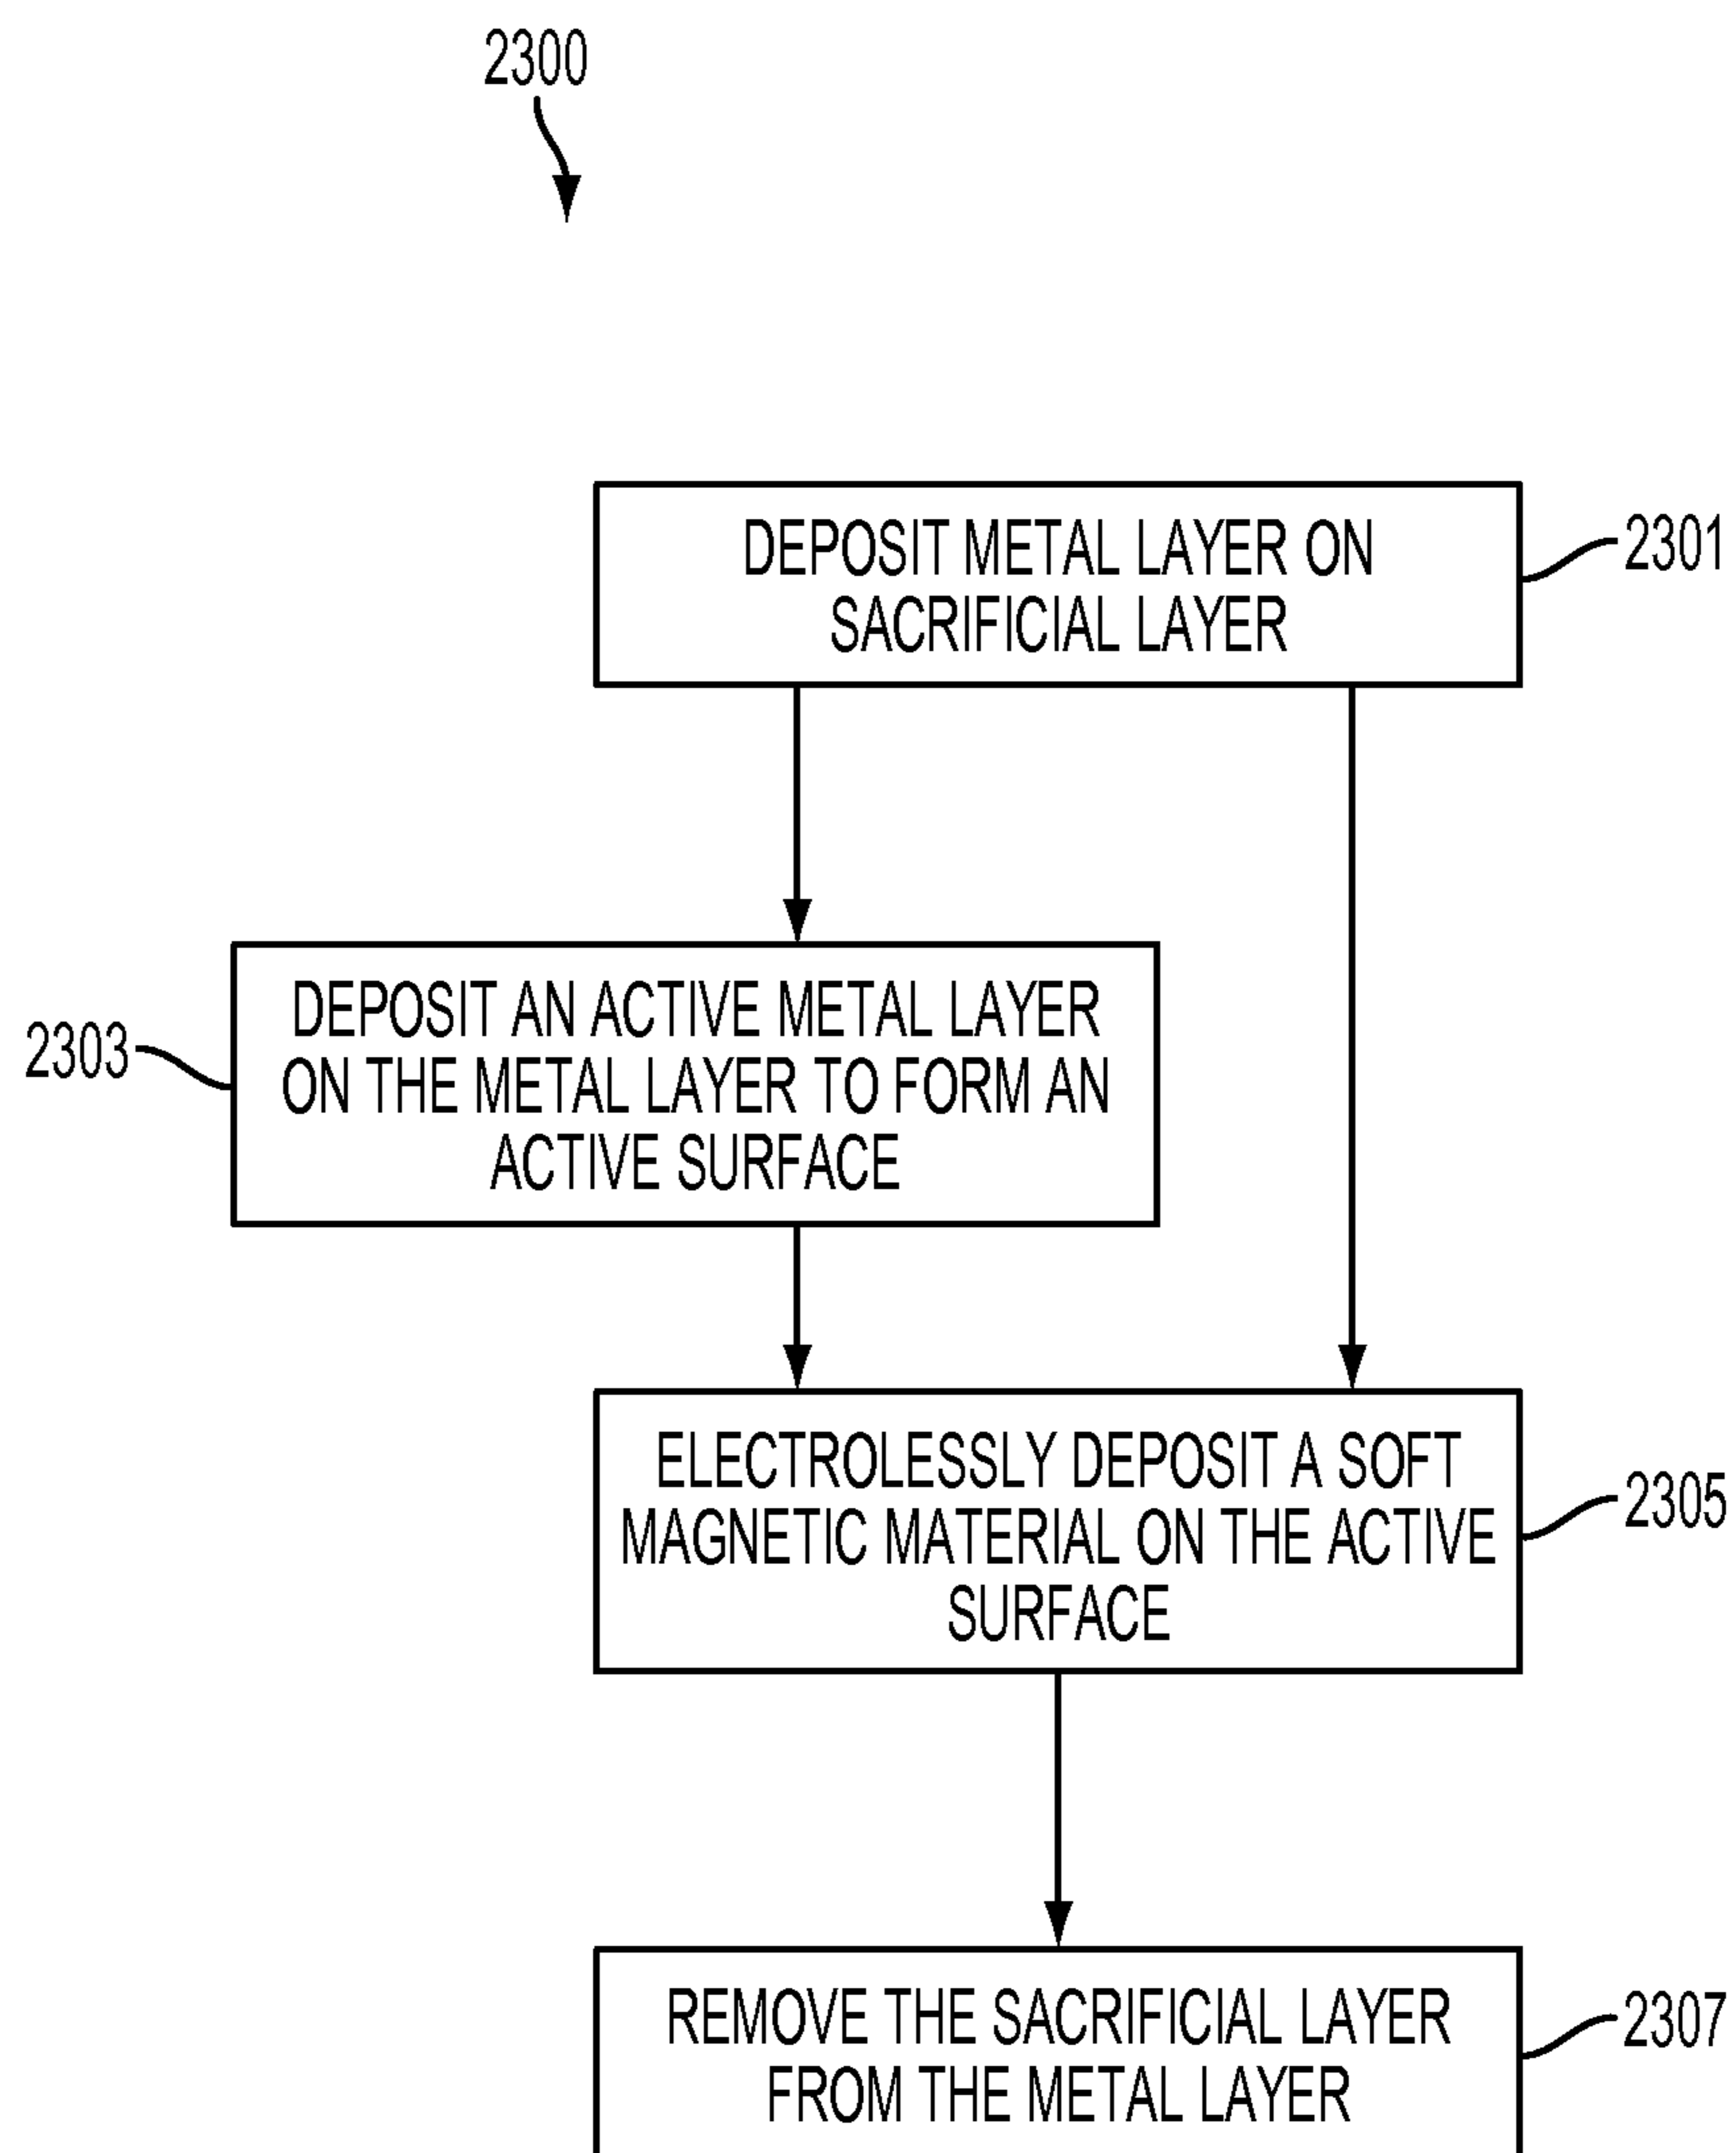 2300
DEPOSIT METAL LAYER ON
SACRIFICIAL LAYER
2301
DEPOSIT AN ACTIVE METAL LAYER
ON THE METAL LAYER TO FORM AN
ACTIVE SURFACE
2303
ELECTROLESSLY DEPOSIT A SOFT
MAGNETIC MATERIAL ON THE ACTIVE
SURFACE
2305
REMOVE THE SACRIFICIAL LAYER
FROM THE METAL LAYER
2307